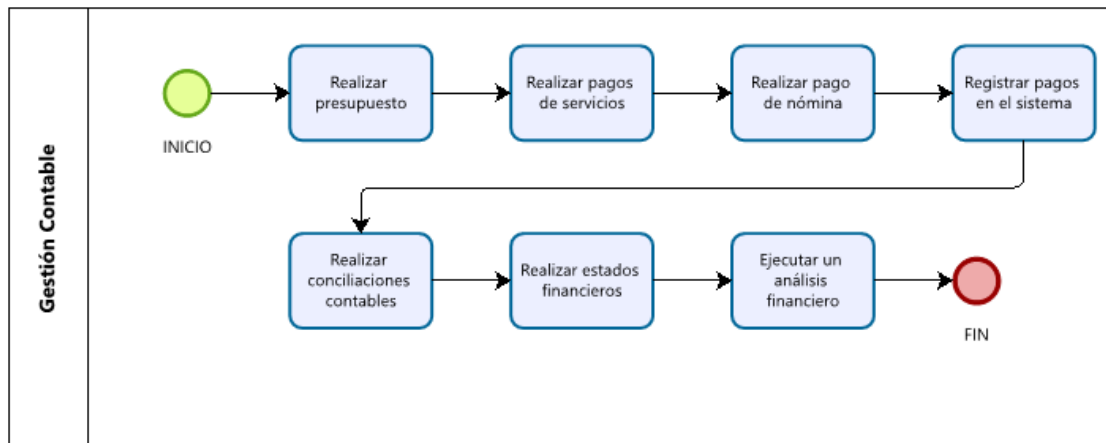 Gestión Contable
INICIO
Realizar
presupuesto
Realizar pagos
de servicios
Realizar pago
de nómina
Registrar pagos
en el sistema
Realizar
conciliaciones
contables
Realizar estados
financieros
Ejecutar un
análisis
financiero
FIN